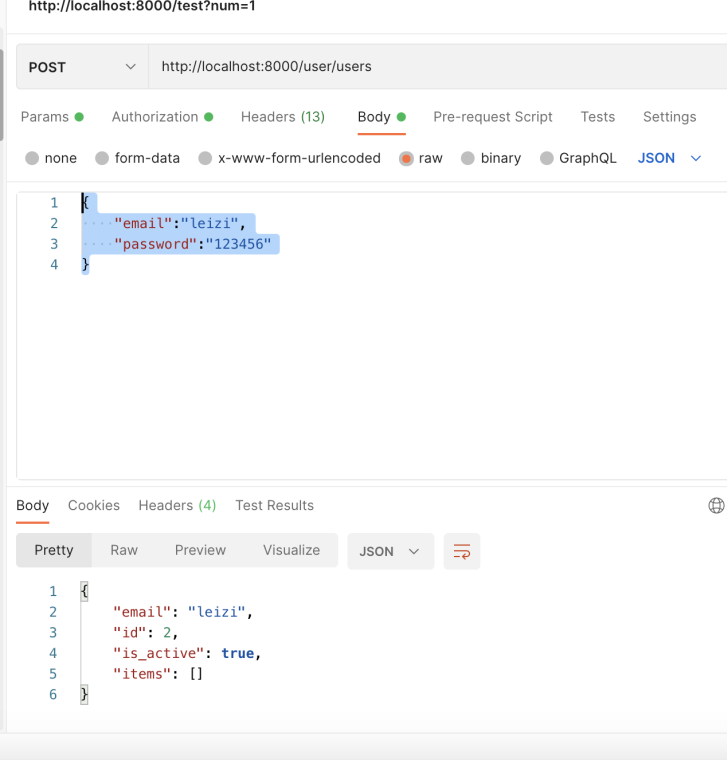 http://localhost:8000/test?num=1
POST http://localhost:8000/user/users
Params Authorization Headers (13) Body Pre-request Script Tests Settings
none form-data x-www-form-urlencoded raw binary GraphQL JSON
1 {
2 ····"email":"leizi",
3 ····"password":"123456"
4 }
Body Cookies Headers (4) Test Results
Pretty Raw Preview Visualize JSON
1 {
2 "email": "leizi",
3 "id": 2,
4 "is_active": true,
5 "items": []
6 }